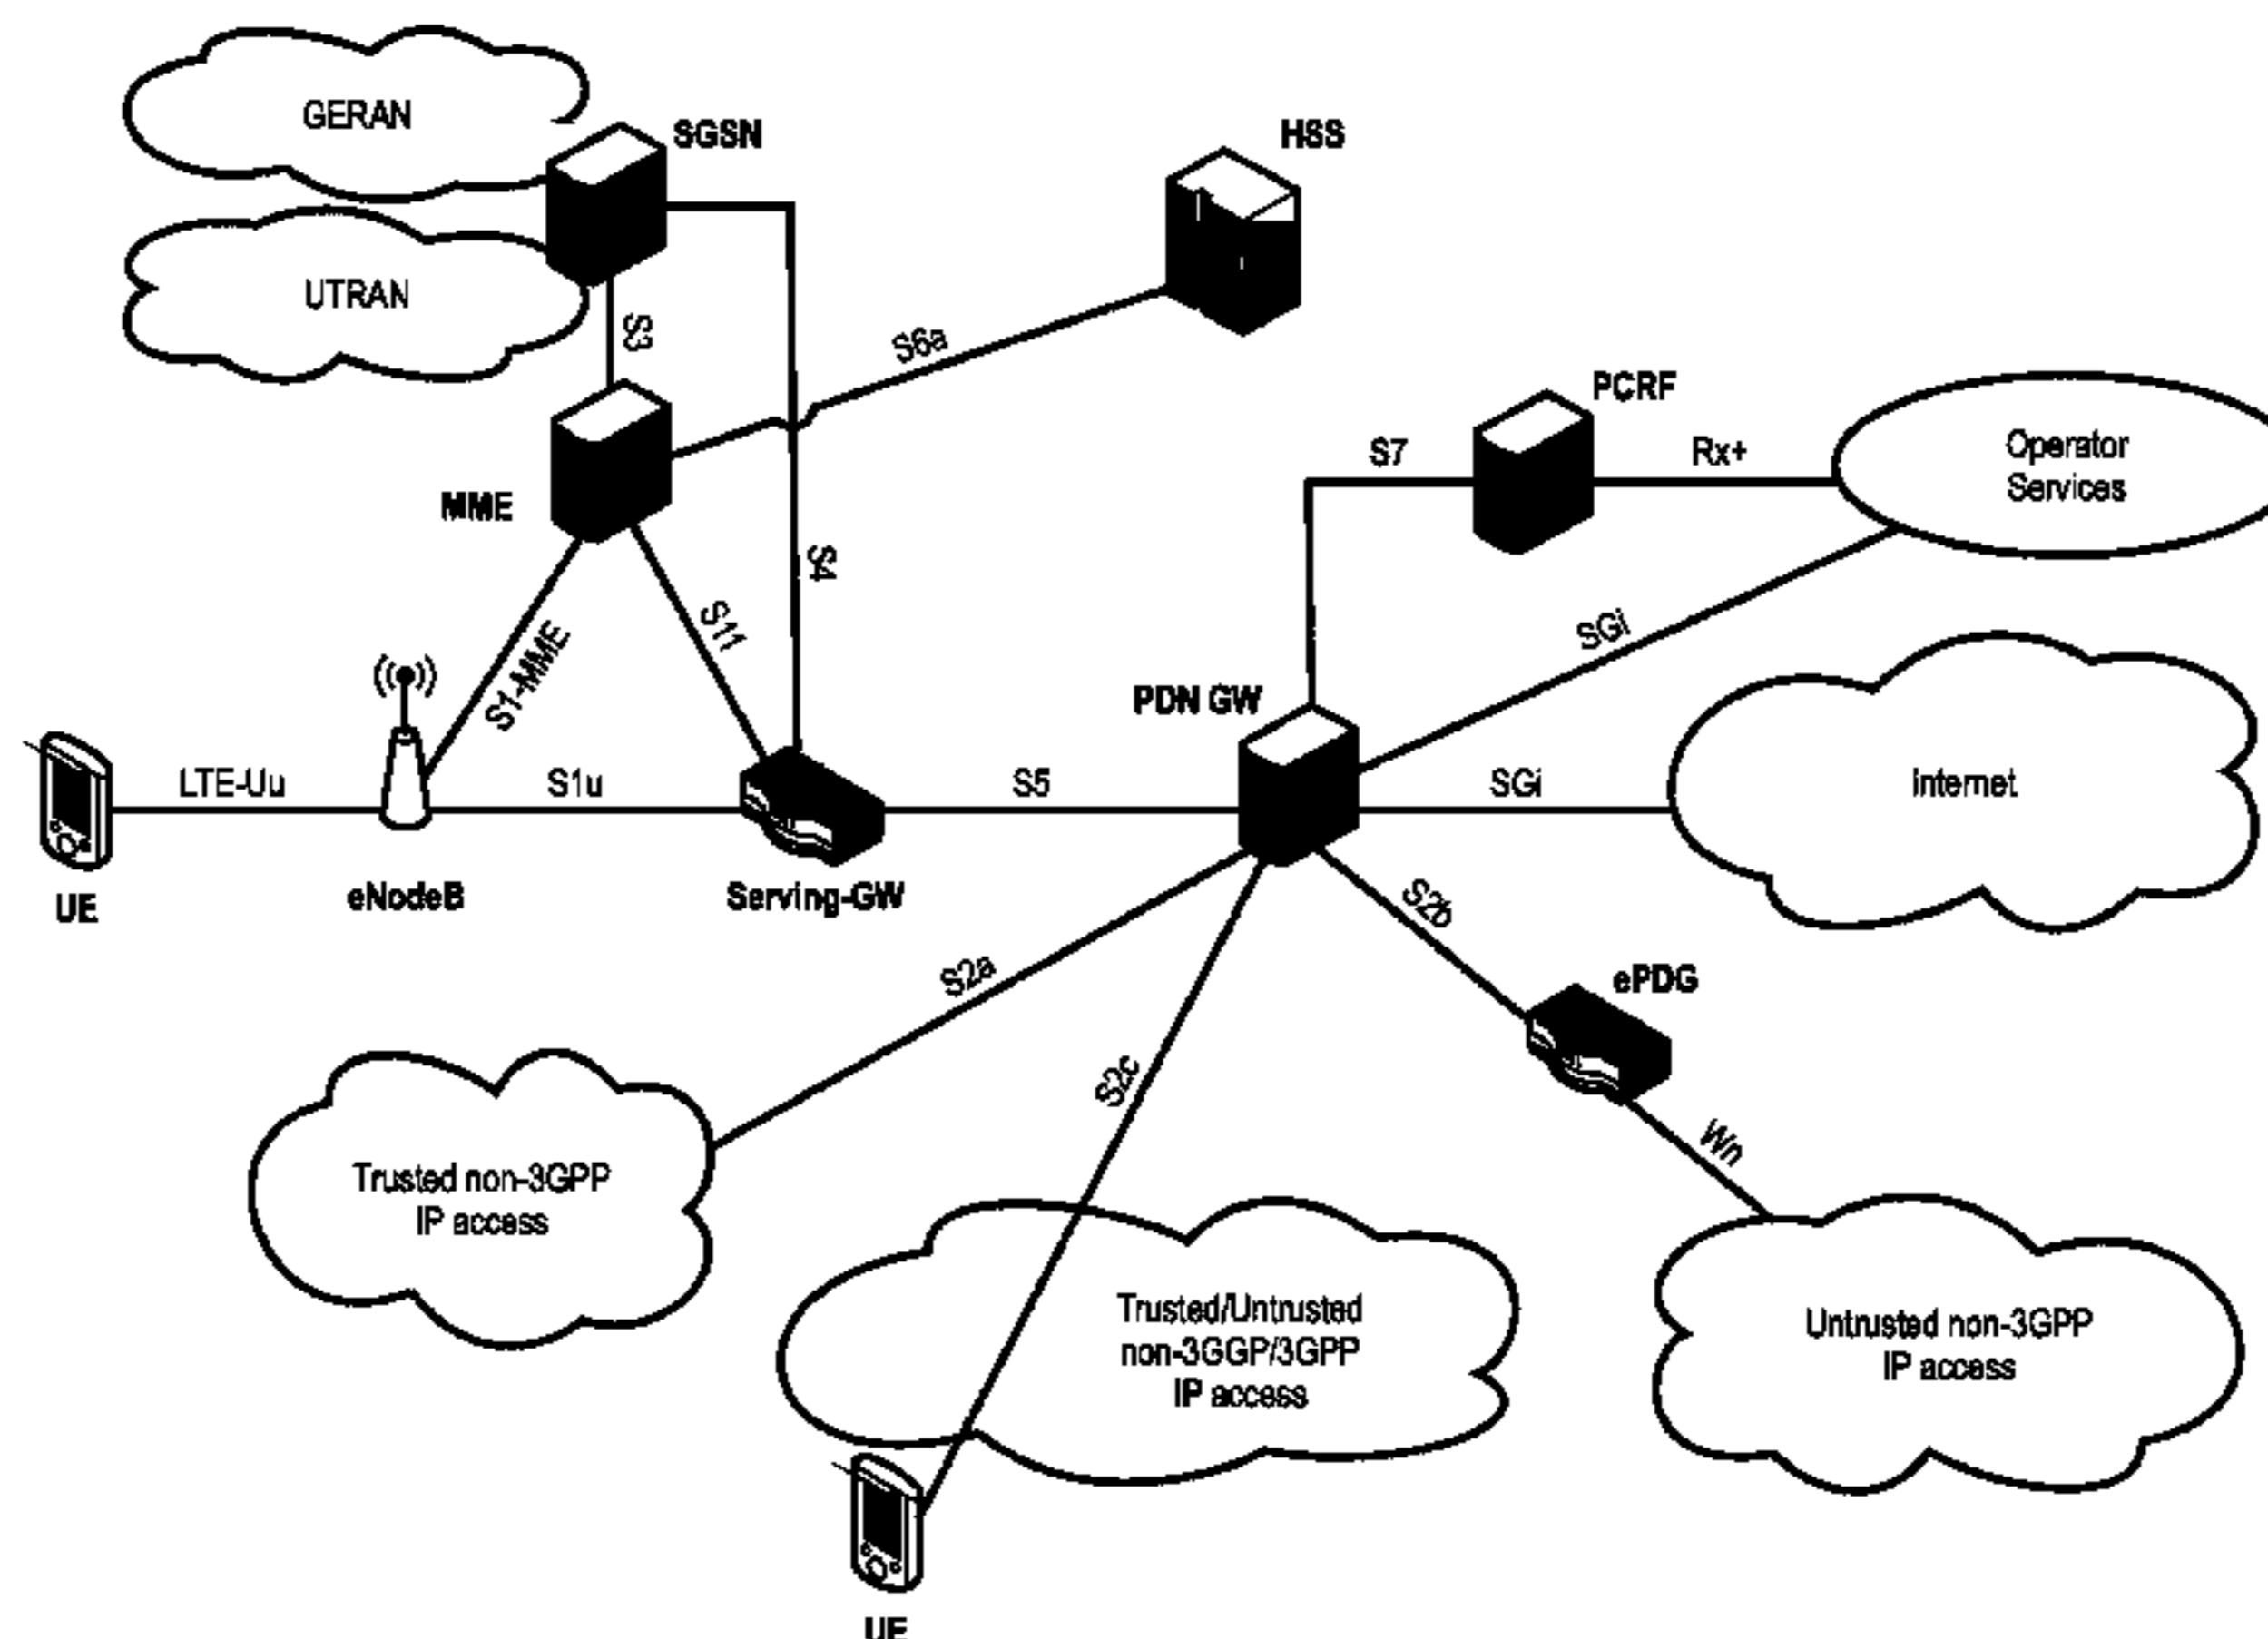 GERAN
SGSN
HSS
UTRAN
S3
S6a
PCRF
Operator
Services
S7
Rx+
MME
S4
S11
S1-MME
SGi
PDN GW
LTE-Uu
S1u
S5
SGi
Internet
UE
eNodeB
Serving-GW
S2b
S2a
ePDG
S2c
Wn
Trusted non-3GPP
IP access
Trusted/Untrusted
non-3GGP/3GPP
IP access
Untrusted non-3GPP
IP access
UE